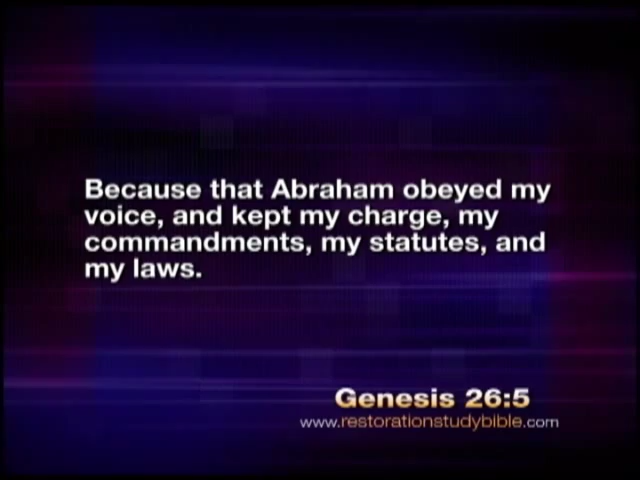 Because that Abraham obeyed my
voice, and kept my charge, my
commandments, my statutes, and
my laws.
Genesis 26:5
www.restorationstudybible.com